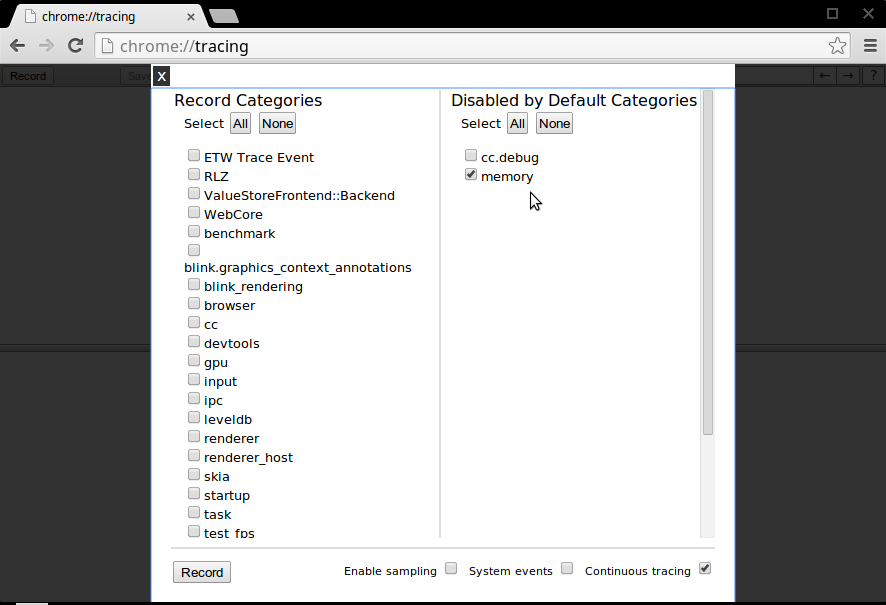 chrome://tracing
chrome://tracing
Record
Save
← → ?
X
Record Categories
Select All None
ETW Trace Event
RLZ
ValueStoreFrontend::Backend
WebCore
benchmark
blink.graphics_context_annotations
blink_rendering
browser
cc
devtools
gpu
input
ipc
leveldb
renderer
renderer_host
skia
startup
task
test_fps
Disabled by Default Categories
Select All None
cc.debug
memory
Record
Enable sampling
System events
Continuous tracing